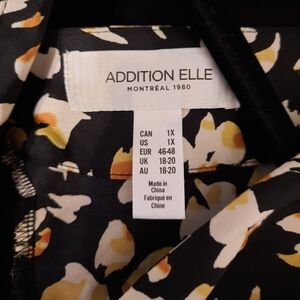 ADDITION ELLE
MONTRÉAL 1980
CAN 1X
US 1X
EUR 46-48
UK 18-20
AU 18-20
Made in
China
Fabriqué en
Chine